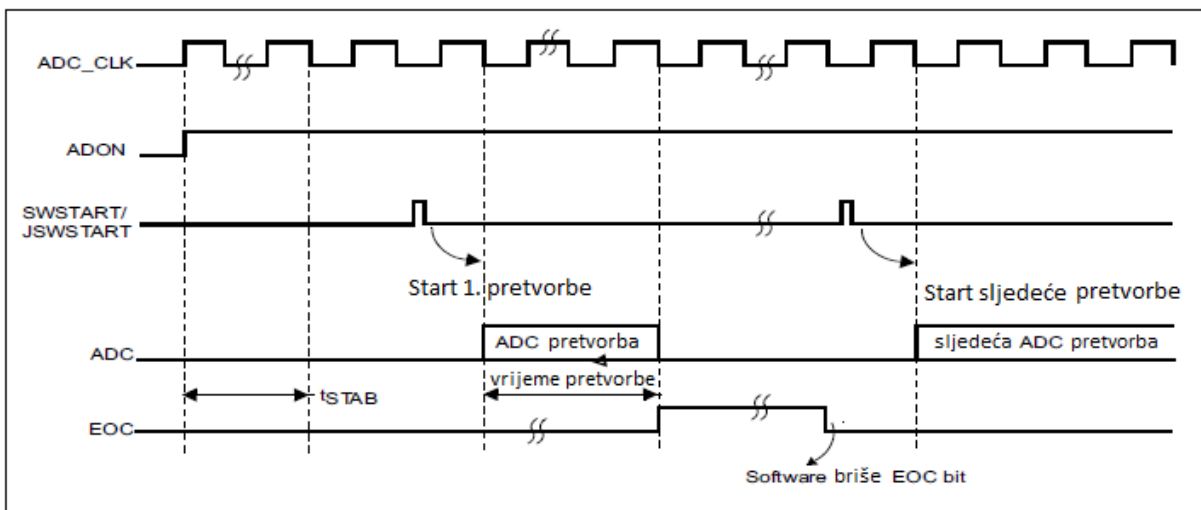 ADC_CLK
ADON
SWSTART/
JSWSTART
Start 1. pretvorbe
Start sljedeće pretvorbe
ADC
ADC pretvorba
sljedeća ADC pretvorba
vrijeme pretvorbe
tSTAB
EOC
Software briše EOC bit